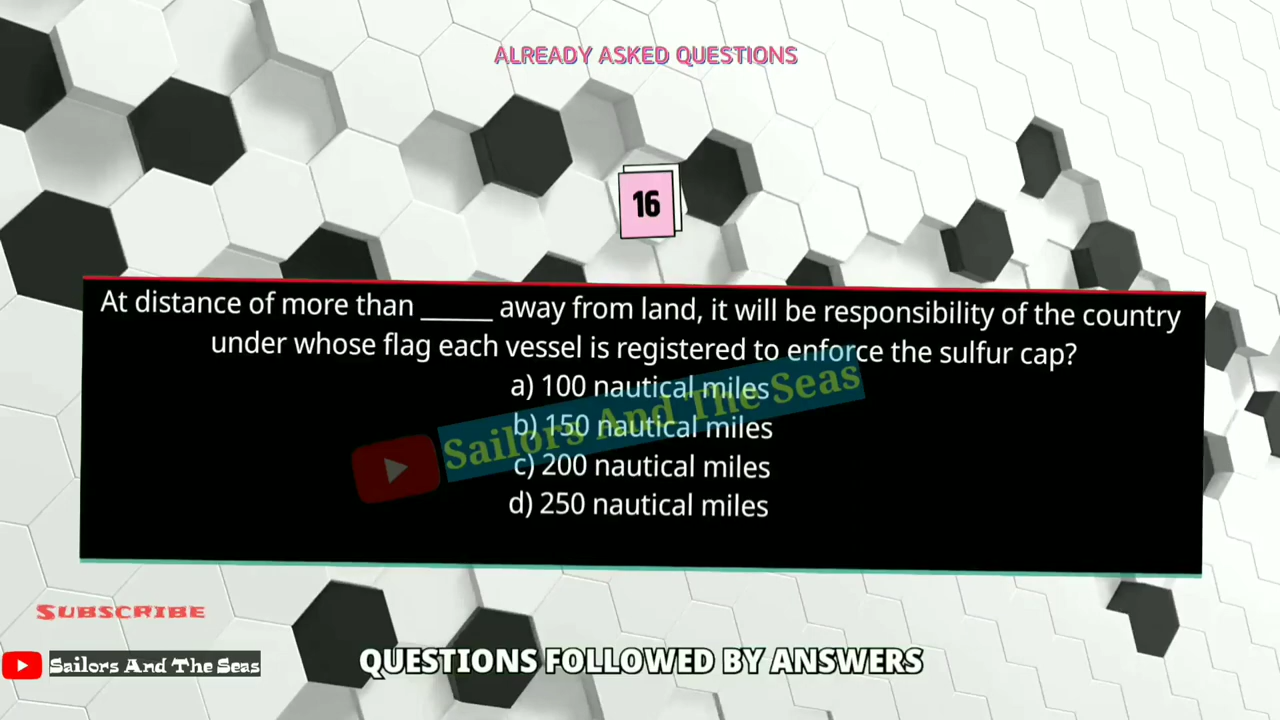 ALREADY ASKED QUESTIONS
16
At distance of more than ______ away from land, it will be responsibility of the country
under whose flag each vessel is registered to enforce the sulfur cap?
a) 100 nautical miles
b) 150 nautical miles
c) 200 nautical miles
d) 250 nautical miles
Sailors And The Seas
SUBSCRIBE
Sailors And The Seas
QUESTIONS FOLLOWED BY ANSWERS